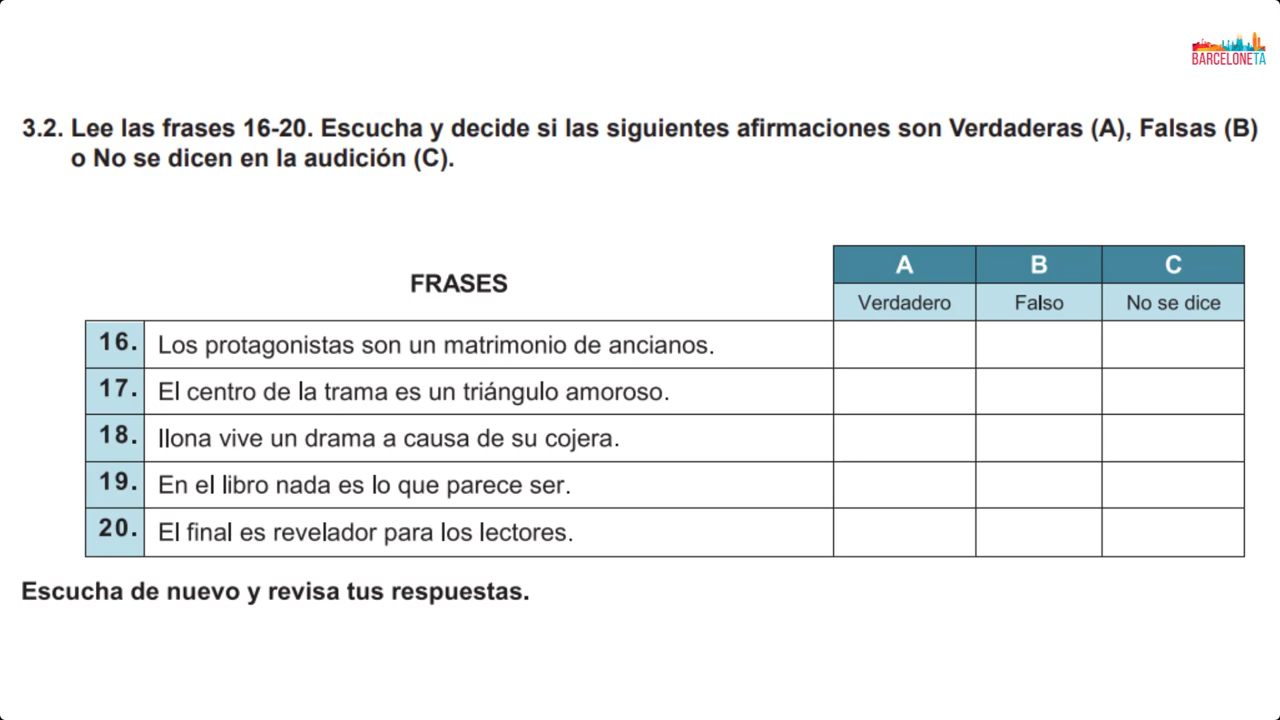 BARCELONETA
3.2. Lee las frases 16-20. Escucha y decide si las siguientes afirmaciones son Verdaderas (A), Falsas (B)
o No se dicen en la audición (C).
FRASES
A B C
Verdadero Falso No se dice
16. Los protagonistas son un matrimonio de ancianos.
17. El centro de la trama es un triángulo amoroso.
18. Ilona vive un drama a causa de su cojera.
19. En el libro nada es lo que parece ser.
20. El final es revelador para los lectores.
Escucha de nuevo y revisa tus respuestas.